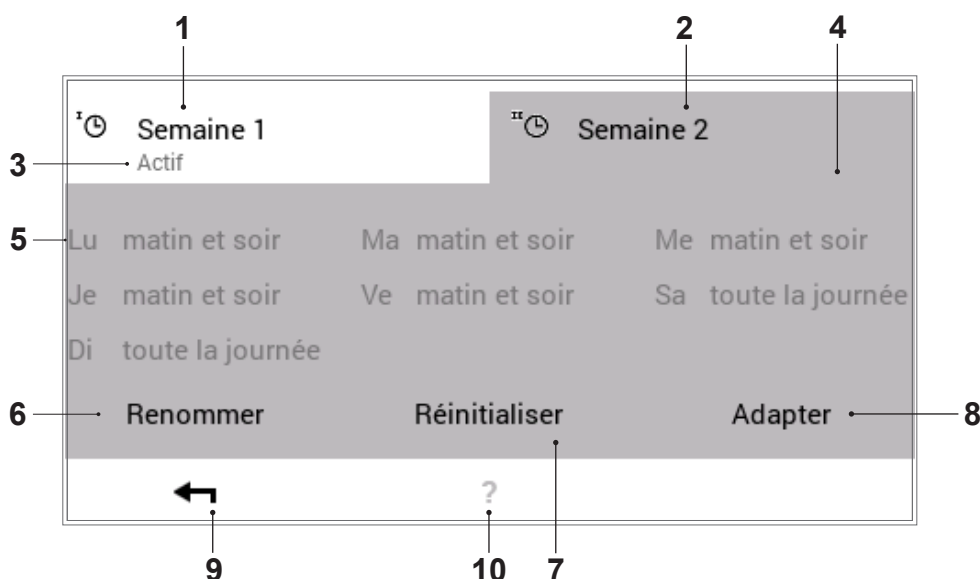 1 2 4
I Semaine 1 II Semaine 2
3 Actif
5 Lu matin et soir Ma matin et soir Me matin et soir
Je matin et soir Ve matin et soir Sa toute la journée
Di toute la journée
6 Renommer Réinitialiser Adapter 8
?
9 10 7